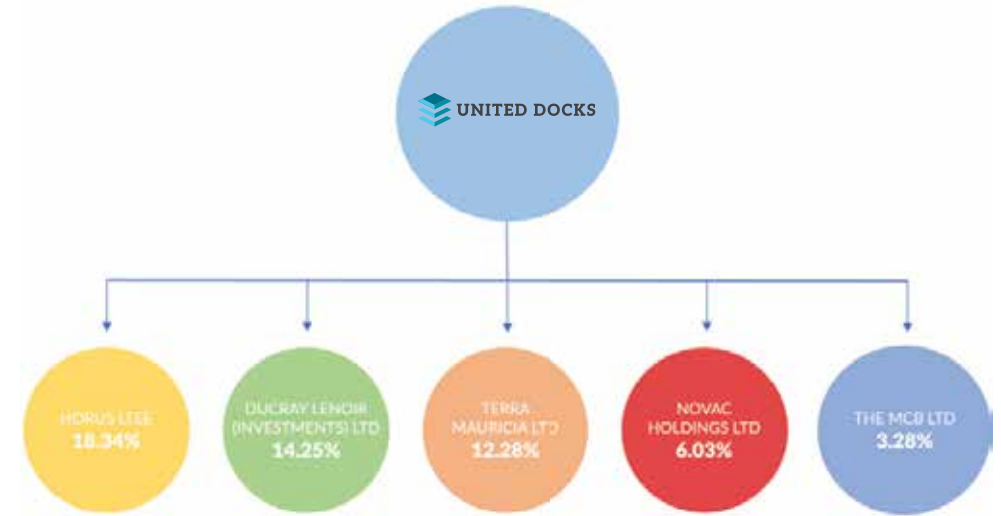 UNITED DOCKS
HORUS LTEE
18.34%
DUCRAY LENOIR
(INVESTMENTS) LTD
14.25%
TERRA
MAURICIA LTD
12.28%
NOVAC
HOLDINGS LTD
6.03%
THE MCB LTD
3.28%